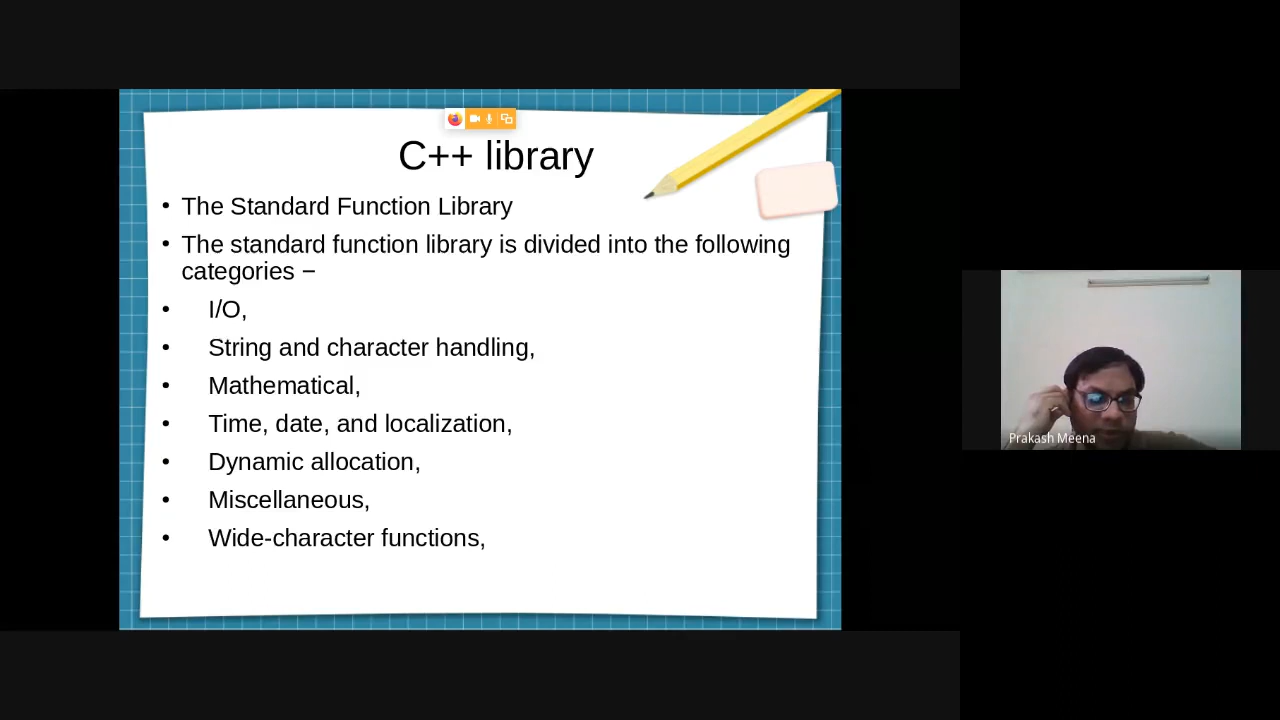 C++ library
• The Standard Function Library
• The standard function library is divided into the following
categories −
• I/O,
• String and character handling,
• Mathematical,
• Time, date, and localization,
• Dynamic allocation,
• Miscellaneous,
• Wide-character functions,
Prakash Meena